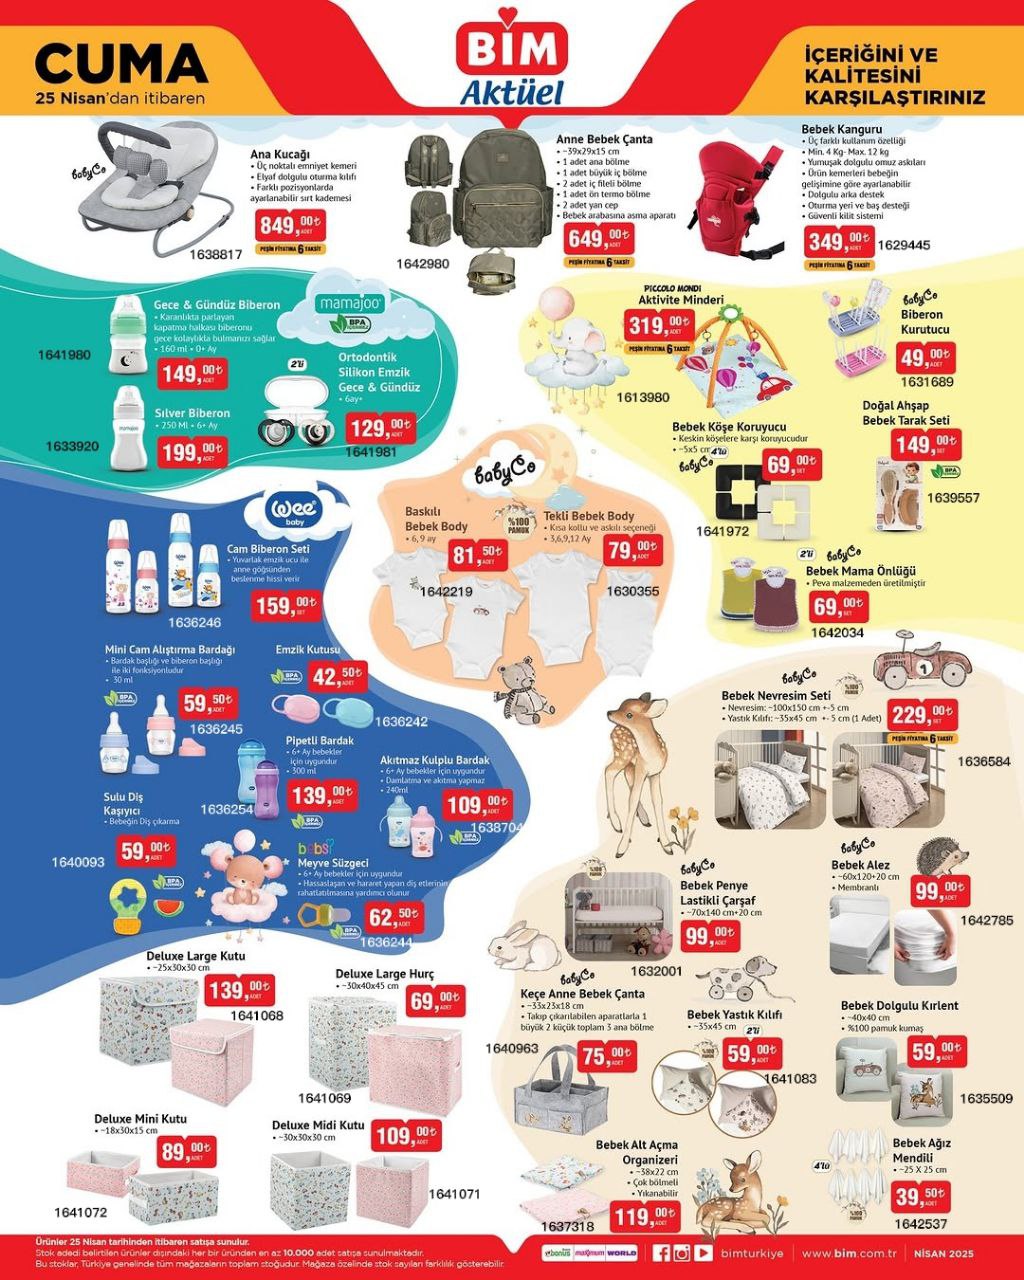 CUMA
25 Nisan'dan itibaren
BİM
Aktüel
İÇERİĞİNİ VE
KALİTESİNİ
KARŞILAŞTIRINIZ
babyCo
Ana Kucağı
• Üç noktalı emniyet kemeri
• Elyaf dolgulu oturma kılıfı
• Farklı pozisyonlarda
ayarlanabilir sırt kademesi
849,00₺ ADET
PEŞİN FİYATINA 6 TAKSİT
1638817
Anne Bebek Çanta
• ~39x29x15 cm
• 1 adet ana bölme
• 1 adet büyük iç bölme
• 2 adet iç fileli bölme
• 1 adet ön termo bölme
• 2 adet yan cep
• Bebek arabasına asma aparatı
649,00₺ ADET
PEŞİN FİYATINA 6 TAKSİT
1642980
Bebek Kanguru
• Üç farklı kullanım özelliği
• Min. 4 Kg- Max. 12 kg
• Yumuşak dolgulu omuz askıları
• Ürün kemerleri bebeğin
gelişimine göre ayarlanabilir
• Dolgulu arka destek
• Oturma yeri ve baş desteği
• Güvenli kilit sistemi
349,00₺ ADET
PEŞİN FİYATINA 6 TAKSİT
1629445
mamajoo
BPA İÇERMEZ
Gece & Gündüz Biberon
• Karanlıkta parlayan
kapatma halkası biberonu
gece kolaylıkla bulmanızı sağlar
• 160 ml • 0+ Ay
149,00₺ ADET
1641980
Silver Biberon
• 250 Ml • 6+ Ay
199,00₺ ADET
1633920
2'li
Ortodontik
Silikon Emzik
Gece & Gündüz
• 6ay+
129,00₺ ADET
1641981
PICCOLO MONDI
Aktivite Minderi
319,00₺ ADET
PEŞİN FİYATINA 6 TAKSİT
1613980
babyCo
Biberon
Kurutucu
49,00₺ ADET
1631689
Bebek Köşe Koruyucu
• Keskin köşelere karşı koruyucudur
• ~5x5 cm
4'lü
babyCo
69,00₺ SET
1641972
Doğal Ahşap
Bebek Tarak Seti
149,00₺ SET
BPA
1639557
2'li
babyCo
Bebek Mama Önlüğü
• Peva malzemeden üretilmiştir
69,00₺ SET
1642034
babyCo
%100
PAMUK
Baskılı
Bebek Body
• 6,9 ay
81,50₺ ADET
1642219
Tekli Bebek Body
• Kısa kollu ve askılı seçeneği
• 3,6,9,12 Ay
79,00₺ ADET
1630355
Wee
baby
Cam Biberon Seti
• Yuvarlak emzik ucu ile
anne göğsünden
beslenme hissi verir
159,00₺ SET
1636246
Mini Cam Alıştırma Bardağı
• Bardak başlığı ve biberon başlığı
ile iki fonksiyonludur
• 30 ml
BPA
59,50₺ ADET
1636245
Emzik Kutusu
BPA
42,50₺ ADET
1636242
Pipetli Bardak
• 6+ Ay bebekler
için uygundur
• 300 ml
139,00₺ ADET
BPA
1636254
Akıtmaz Kulplu Bardak
• 6+ Ay bebekler için uygundur
• Damlatma ve akıtma yapmaz
• 240ml
109,00₺ ADET
BPA
1638704
Sulu Diş
Kaşıyıcı
• Bebeğin Diş çıkarma
59,00₺ ADET
BPA
1640093
bebs
Meyve Süzgeci
• 6+ Ay bebekler için uygundur
• Hassaslaşan ve hararet yapan diş etlerinin
rahatlatılmasına yardımcı olunur
62,50₺ ADET
BPA
1636244
babyCo
%100
PAMUK
Bebek Nevresim Seti
• Nevresim: ~100x150 cm +-5 cm
• Yastık Kılıfı: ~35x45 cm +-5 cm (1 Adet)
229,00₺ SET
PEŞİN FİYATINA 6 TAKSİT
1636584
%100
PAMUK
babyCo
Bebek Penye
Lastikli Çarşaf
• ~70x140 cm+20 cm
99,00₺ ADET
1632001
babyCo
Bebek Alez
• ~60x120+20 cm
• Membranlı
99,00₺ ADET
1642785
babyCo
Keçe Anne Bebek Çanta
• ~33x23x18 cm
• Takıp çıkarılabilen aparatlarla 1
büyük 2 küçük toplam 3 ana bölme
75,00₺ ADET
1640963
Bebek Yastık Kılıfı
• ~35x45 cm
2'li
%100
PAMUK
59,00₺ ADET
1641083
Bebek Dolgulu Kırlent
• ~40x40 cm
• %100 pamuk kumaş
59,00₺ ADET
1635509
Bebek Alt Açma
Organizeri
• ~38x22 cm
• Çok bölmeli
• Yıkanabilir
119,00₺ ADET
1637318
4'lü
Bebek Ağız
Mendili
• ~25 X 25 cm
39,50₺ ADET
1642537
Deluxe Large Kutu
• ~25x30x30 cm
139,00₺ ADET
1641068
Deluxe Large Hurç
• ~30x40x45 cm
69,00₺ ADET
1641069
Deluxe Mini Kutu
• ~18x30x15 cm
89,00₺ ADET
1641072
Deluxe Midi Kutu
• ~30x30x30 cm
109,00₺ ADET
1641071
Ürünler 25 Nisan tarihinden itibaren satışa sunulur.
Stok adedi belirtilen ürünler dışındaki her bir üründen en az 10.000 adet satışa sunulmaktadır.
Bu stoklar, Türkiye genelinde tüm mağazaların toplam stoğudur. Mağaza özelinde stok sayıları farklılık gösterebilir.
bonus maximum WORLD
bimturkiye
www.bim.com.tr
NİSAN 2025